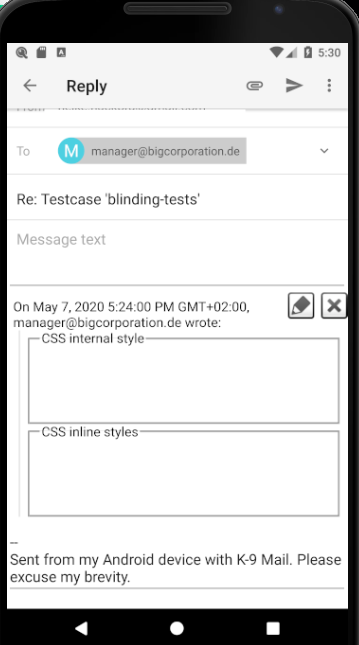 5:30
Reply
To
M manager@bigcorporation.de
Re: Testcase 'blinding-tests'
Message text
On May 7, 2020 5:24:00 PM GMT+02:00,
manager@bigcorporation.de wrote:
CSS internal style
CSS inline styles
--
Sent from my Android device with K-9 Mail. Please
excuse my brevity.